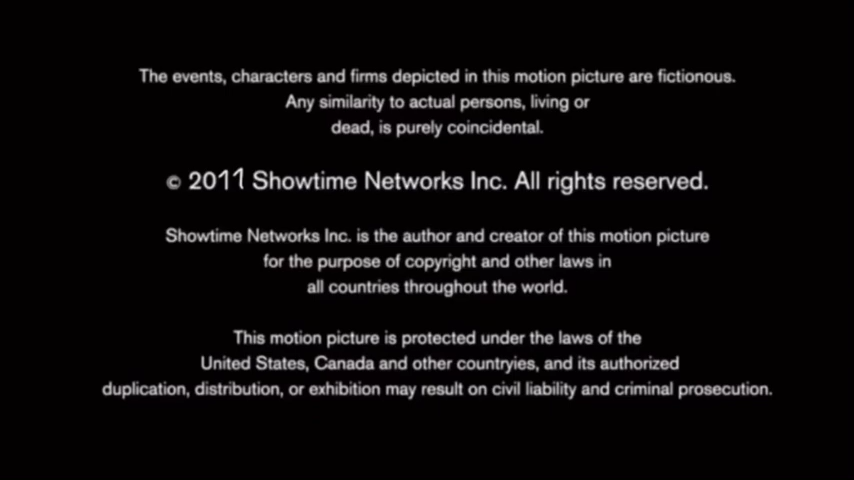 The events, characters and firms depicted in this motion picture are fictionous.
Any similarity to actual persons, living or
dead, is purely coincidental.
© 2011 Showtime Networks Inc. All rights reserved.
Showtime Networks Inc. is the author and creator of this motion picture
for the purpose of copyright and other laws in
all countries throughout the world.
This motion picture is protected under the laws of the
United States, Canada and other countryies, and its authorized
duplication, distribution, or exhibition may result on civil liability and criminal prosecution.